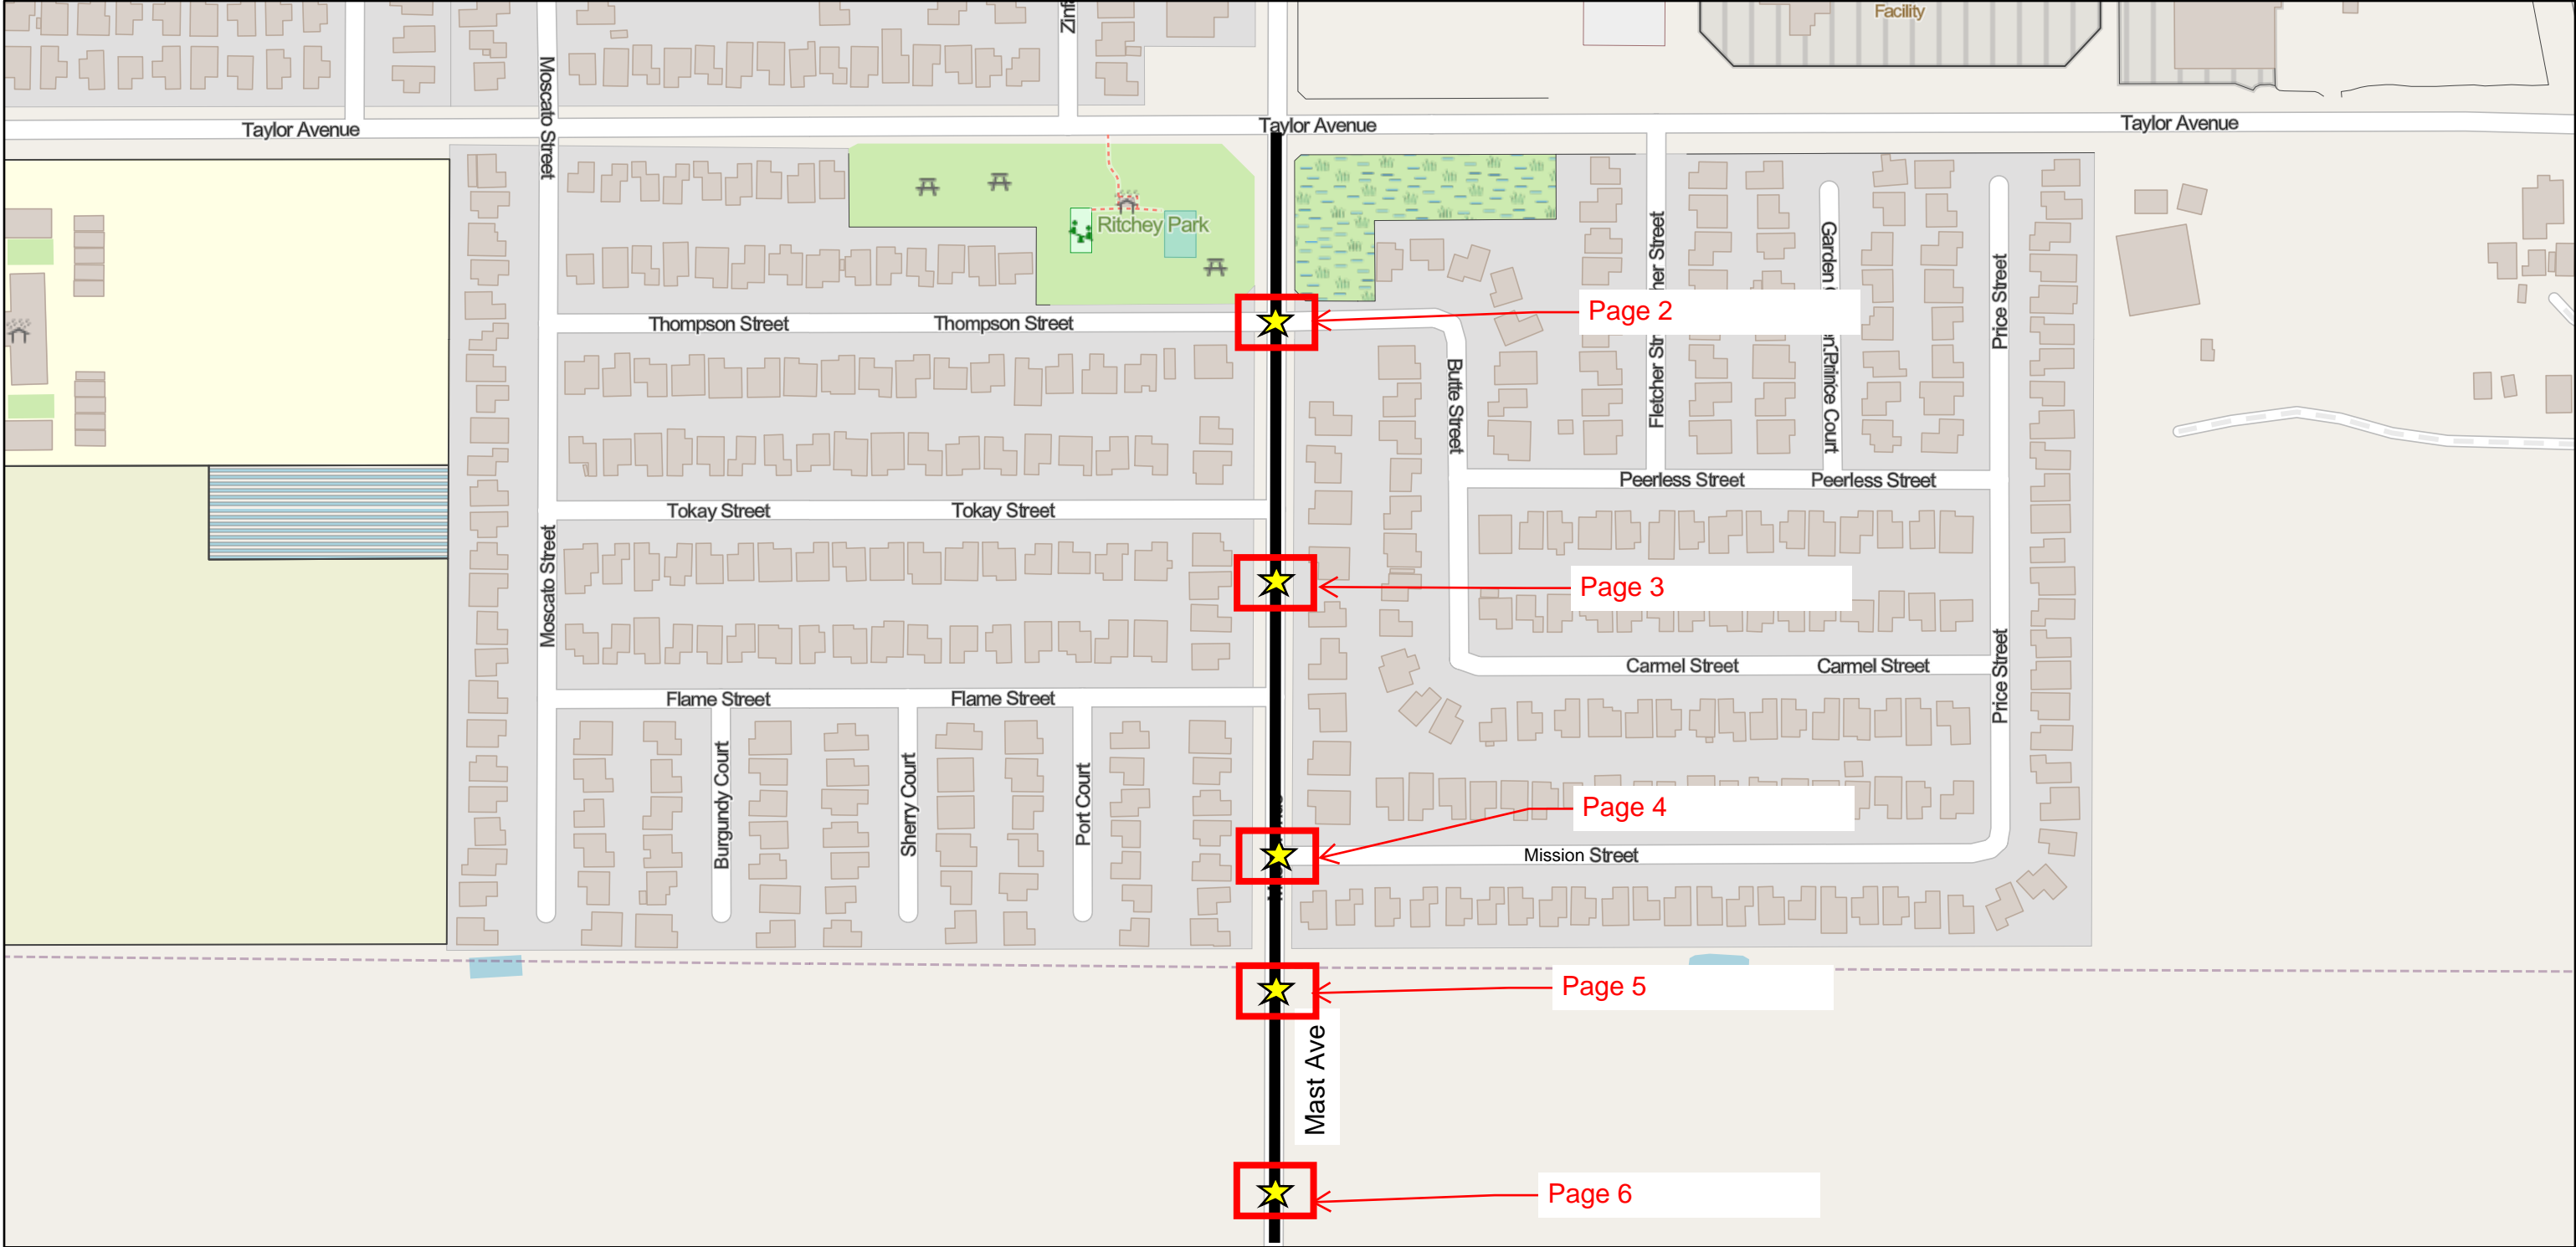 Facility
Taylor Avenue
Taylor Avenue
Taylor Avenue
Moscato Street
Ritchey Park
Thompson Street
Thompson Street
Page 2
Price Street
Butte Street
Fletcher Street
Prince Court
Peerless Street
Peerless Street
Tokay Street
Tokay Street
Moscato Street
Page 3
Carmel Street
Carmel Street
Price Street
Flame Street
Flame Street
Burgundy Court
Sherry Court
Port Court
Page 4
Mission Street
Page 5
Mast Ave
Page 6